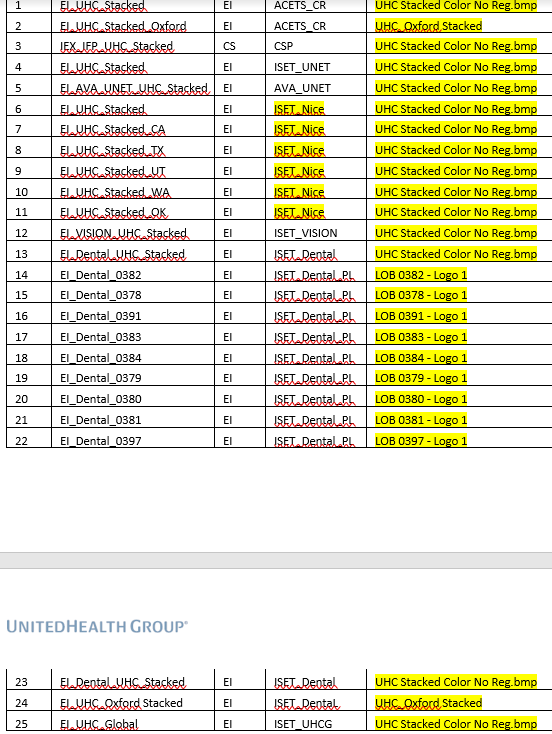 1 EI_UHC_Stacked EI ACETS_CR UHC Stacked Color No Reg.bmp
2 EI_UHC_Stacked_Oxford EI ACETS_CR UHC_Oxford Stacked
3 IEX_IFP_UHC_Stacked CS CSP UHC Stacked Color No Reg.bmp
4 EI_UHC_Stacked EI ISET_UNET UHC Stacked Color No Reg.bmp
5 EI_AVA_UNET_UHC_Stacked EI AVA_UNET UHC Stacked Color No Reg.bmp
6 EI_UHC_Stacked EI ISET_Nice UHC Stacked Color No Reg.bmp
7 EI_UHC_Stacked_CA EI ISET_Nice UHC Stacked Color No Reg.bmp
8 EI_UHC_Stacked_TX EI ISET_Nice UHC Stacked Color No Reg.bmp
9 EI_UHC_Stacked_UT EI ISET_Nice UHC Stacked Color No Reg.bmp
10 EI_UHC_Stacked_WA EI ISET_Nice UHC Stacked Color No Reg.bmp
11 EI_UHC_Stacked_OK EI ISET_Nice UHC Stacked Color No Reg.bmp
12 EI_VISION_UHC_Stacked EI ISET_VISION UHC Stacked Color No Reg.bmp
13 EI_Dental_UHC_Stacked EI ISET_Dental UHC Stacked Color No Reg.bmp
14 EI_Dental_0382 EI ISET_Dental_PL LOB 0382 - Logo 1
15 EI_Dental_0378 EI ISET_Dental_PL LOB 0378 - Logo 1
16 EI_Dental_0391 EI ISET_Dental_PL LOB 0391 - Logo 1
17 EI_Dental_0383 EI ISET_Dental_PL LOB 0383 - Logo 1
18 EI_Dental_0384 EI ISET_Dental_PL LOB 0384 - Logo 1
19 EI_Dental_0379 EI ISET_Dental_PL LOB 0379 - Logo 1
20 EI_Dental_0380 EI ISET_Dental_PL LOB 0380 - Logo 1
21 EI_Dental_0381 EI ISET_Dental_PL LOB 0381 - Logo 1
22 EI_Dental_0397 EI ISET_Dental_PL LOB 0397 - Logo 1
UNITEDHEALTH GROUP®
23 EI_Dental_UHC_Stacked EI ISET_Dental UHC Stacked Color No Reg.bmp
24 EI_UHC_Oxford Stacked EI ISET_Dental UHC_Oxford Stacked
25 EI_UHC_Global EI ISET_UHCG UHC Stacked Color No Reg.bmp